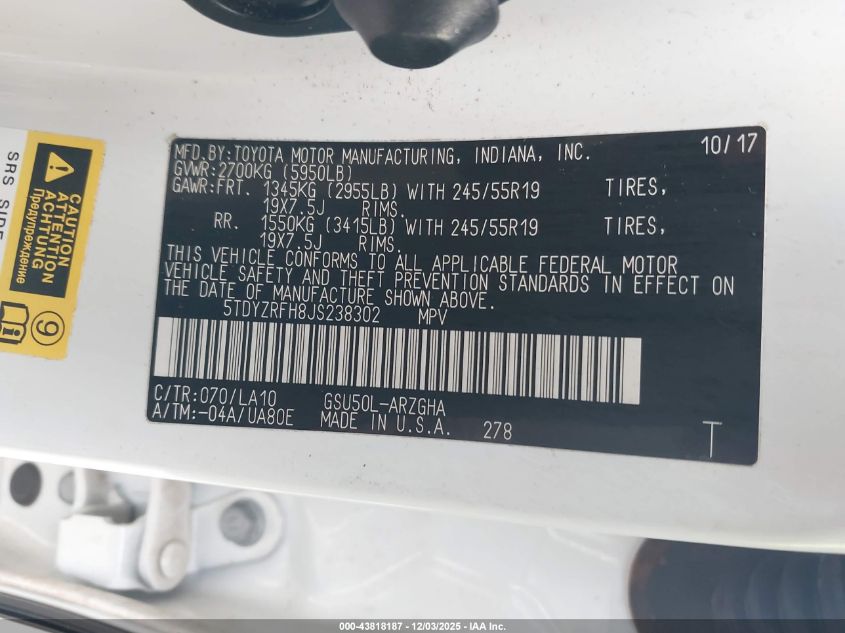 MFD.BY:TOYOTA MOTOR MANUFACTURING, INDIANA, INC. 10/17
GVWR:2700KG (5950LB)
GAWR:FRT. 1345KG (2955LB) WITH 245/55R19 TIRES,
19X7.5J RIMS.
RR. 1550KG (3415LB) WITH 245/55R19 TIRES,
19X7.5J RIMS.
THIS VEHICLE CONFORMS TO ALL APPLICABLE FEDERAL MOTOR
VEHICLE SAFETY AND THEFT PREVENTION STANDARDS IN EFFECT ON
THE DATE OF MANUFACTURE SHOWN ABOVE.
5TDYZRFH8JS238302 MPV
C/TR:070/LA10 GSU50L-ARZGHA
A/TM:-04A/UA80E MADE IN U.S.A. 278 T
SRS SIDE
CAUTION
ATTENTION
ACHTUNG
Предупреждение
9
000-43818187 - 12/03/2025 - IAA Inc.